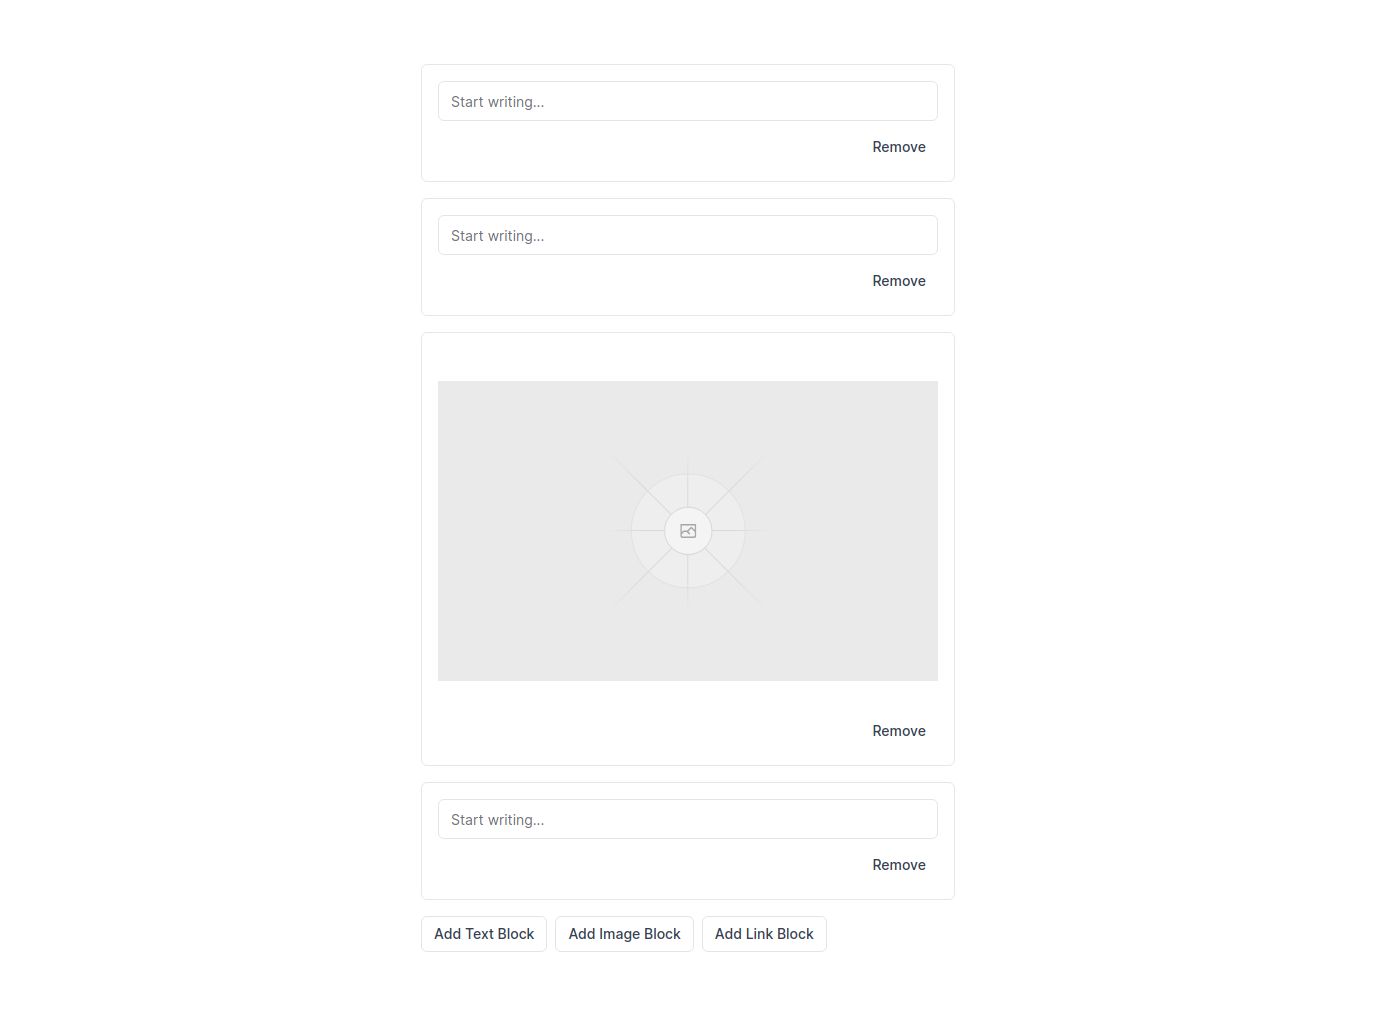 Start writing...
Remove
Start writing...
Remove
Remove
Start writing...
Remove
Add Text Block
Add Image Block
Add Link Block